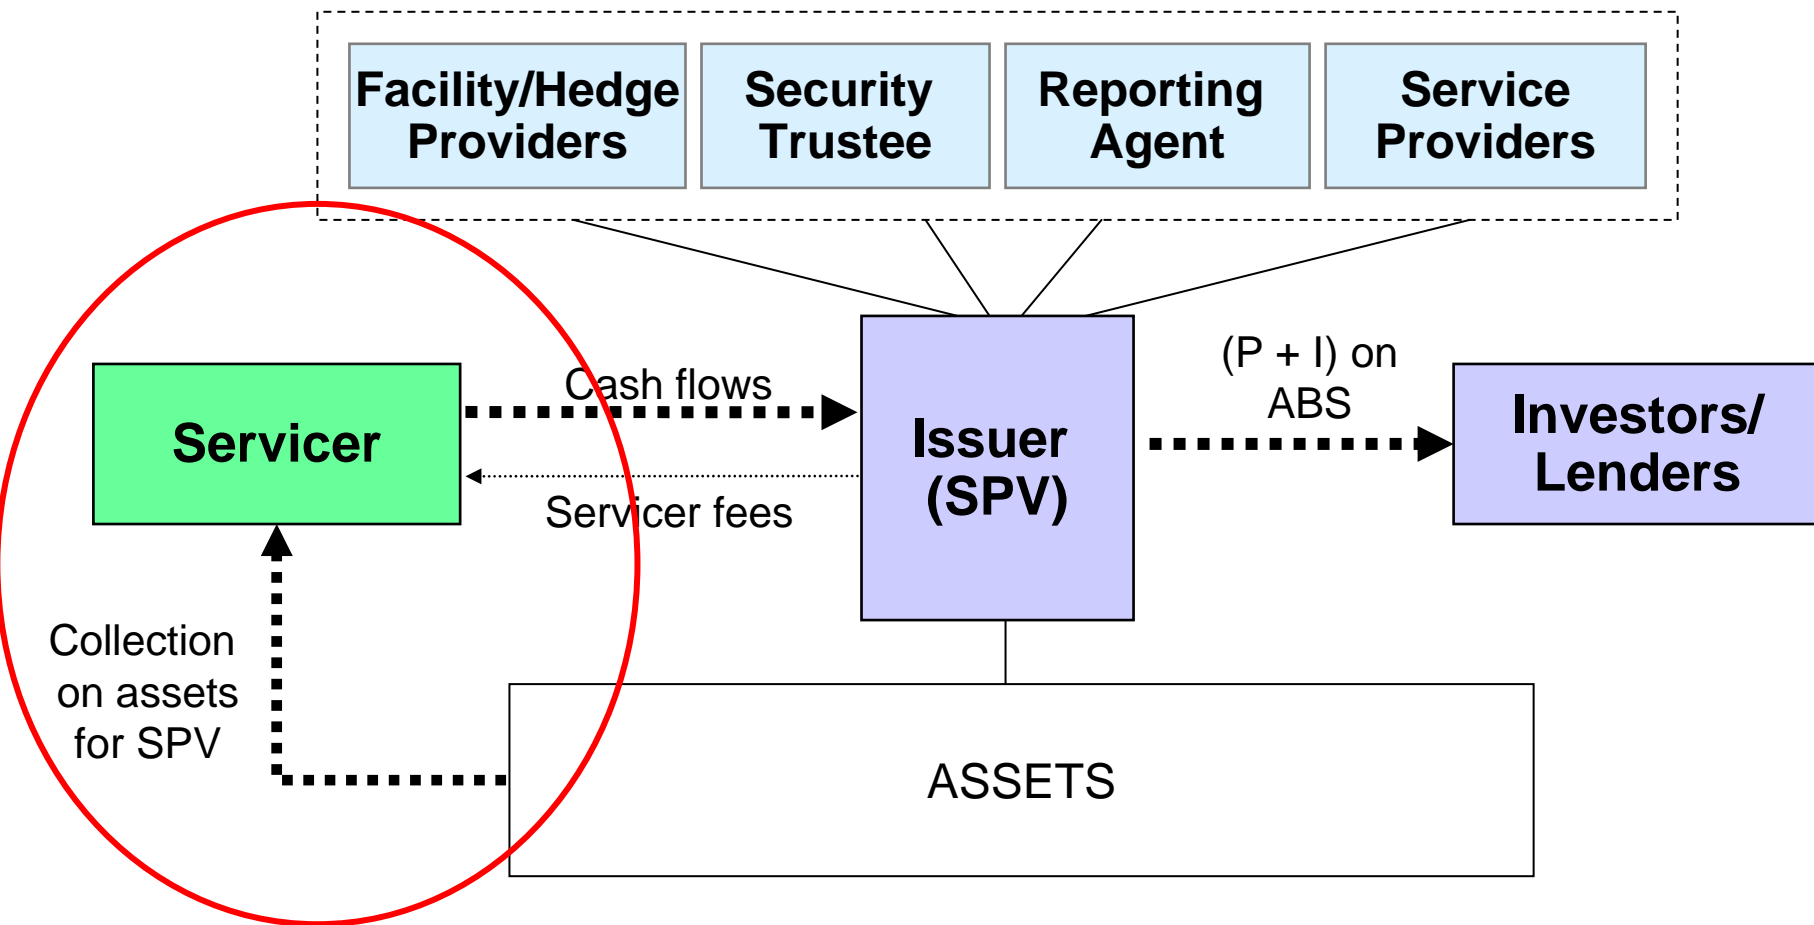 Facility/Hedge
Providers
Security
Trustee
Reporting
Agent
Service
Providers
Servicer
Cash flows
Servicer fees
Issuer
(SPV)
(P + I) on
ABS
Investors/
Lenders
Collection
on assets
for SPV
ASSETS